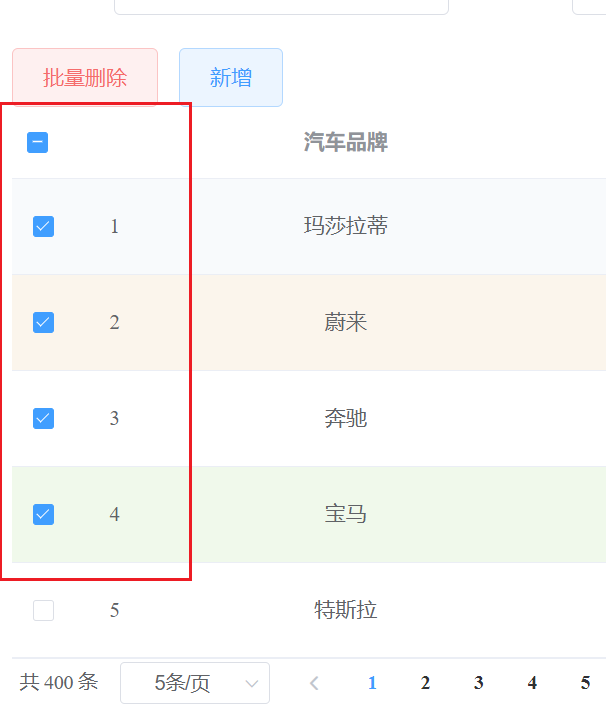 批量删除 新增
汽车品牌
1 玛莎拉蒂
2 蔚来
3 奔驰
4 宝马
5 特斯拉
共 400 条 5条/页 1 2 3 4 5